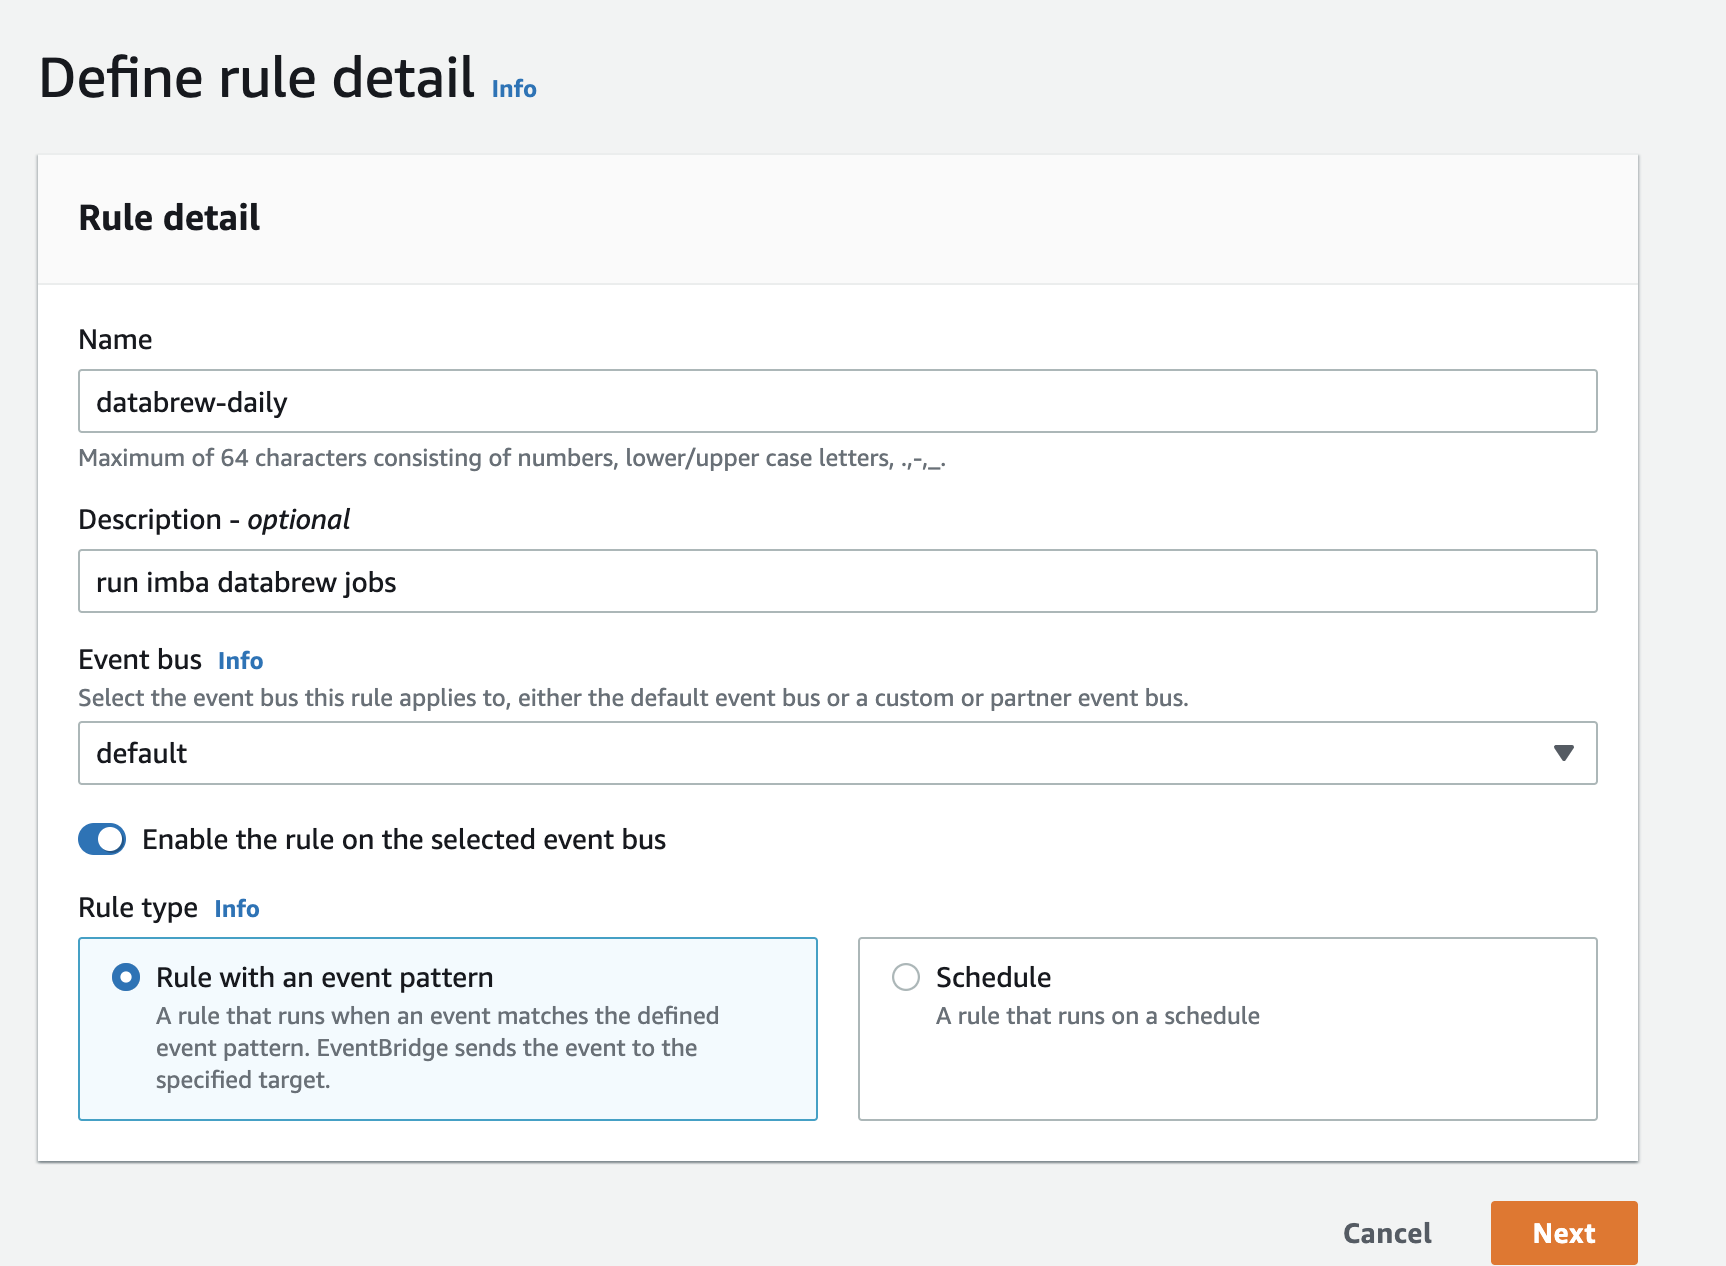 Define rule detail Info
Rule detail
Name
databrew-daily
Maximum of 64 characters consisting of numbers, lower/upper case letters, .,-,_.
Description - optional
run imba databrew jobs
Event bus Info
Select the event bus this rule applies to, either the default event bus or a custom or partner event bus.
default
Enable the rule on the selected event bus
Rule type Info
Rule with an event pattern
A rule that runs when an event matches the defined
event pattern. EventBridge sends the event to the
specified target.
Schedule
A rule that runs on a schedule
Cancel
Next